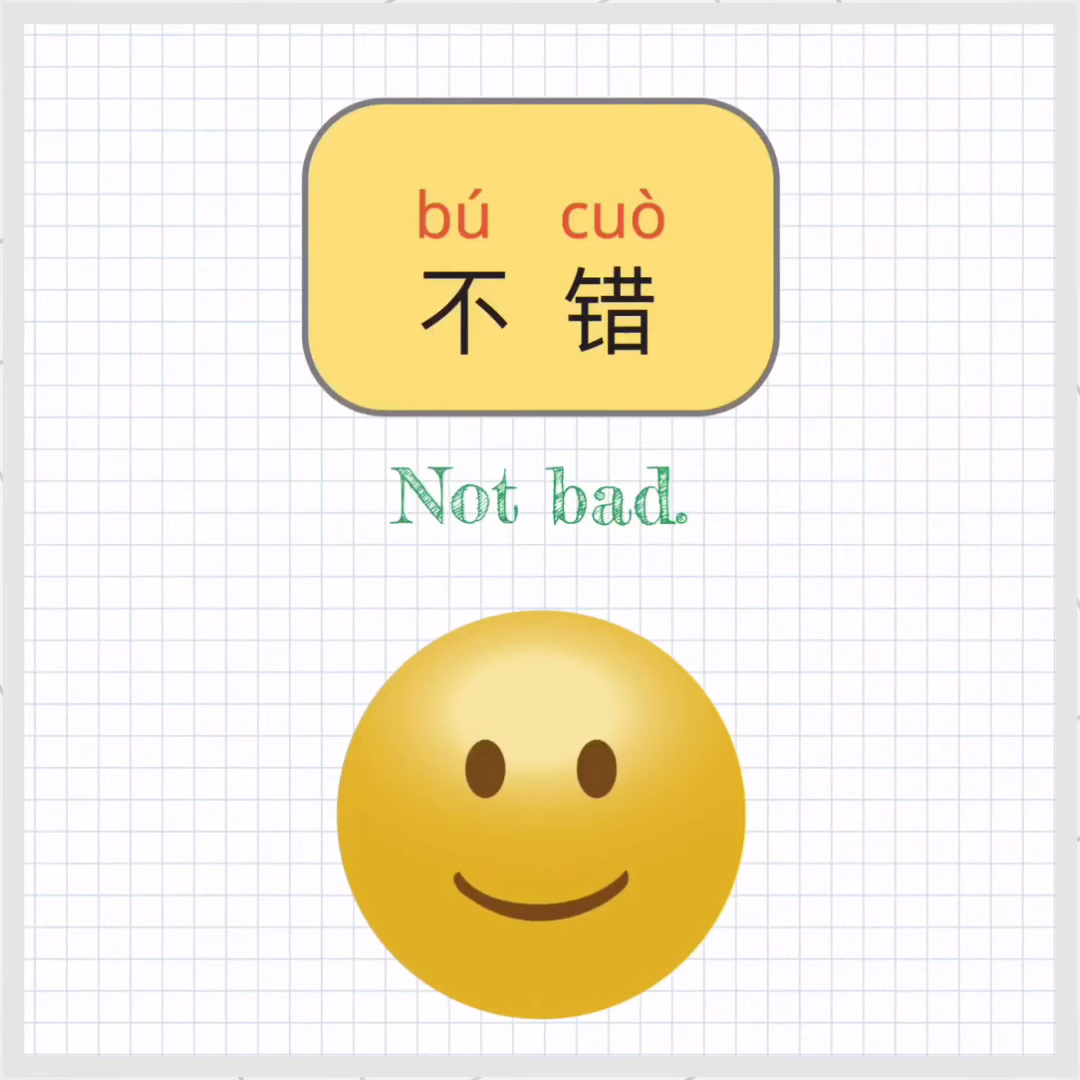 bú cuò
不 错
Not bad.